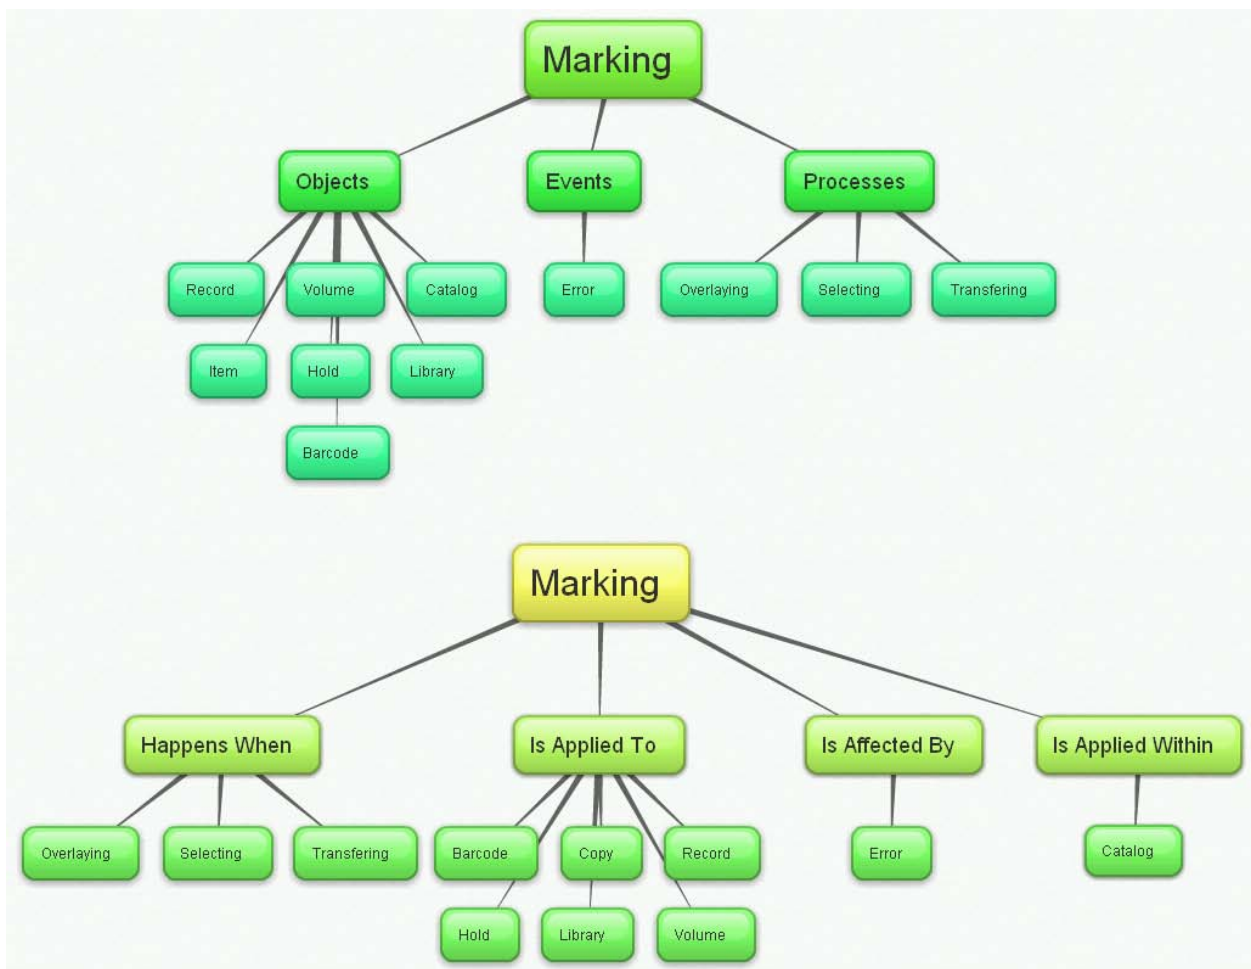 Marking
Objects
Events
Processes
Record
Volume
Catalog
Error
Overlaying
Selecting
Transfering
Item
Hold
Library
Barcode
Marking
Happens When
Is Applied To
Is Affected By
Is Applied Within
Overlaying
Selecting
Transfering
Barcode
Copy
Record
Error
Catalog
Hold
Library
Volume